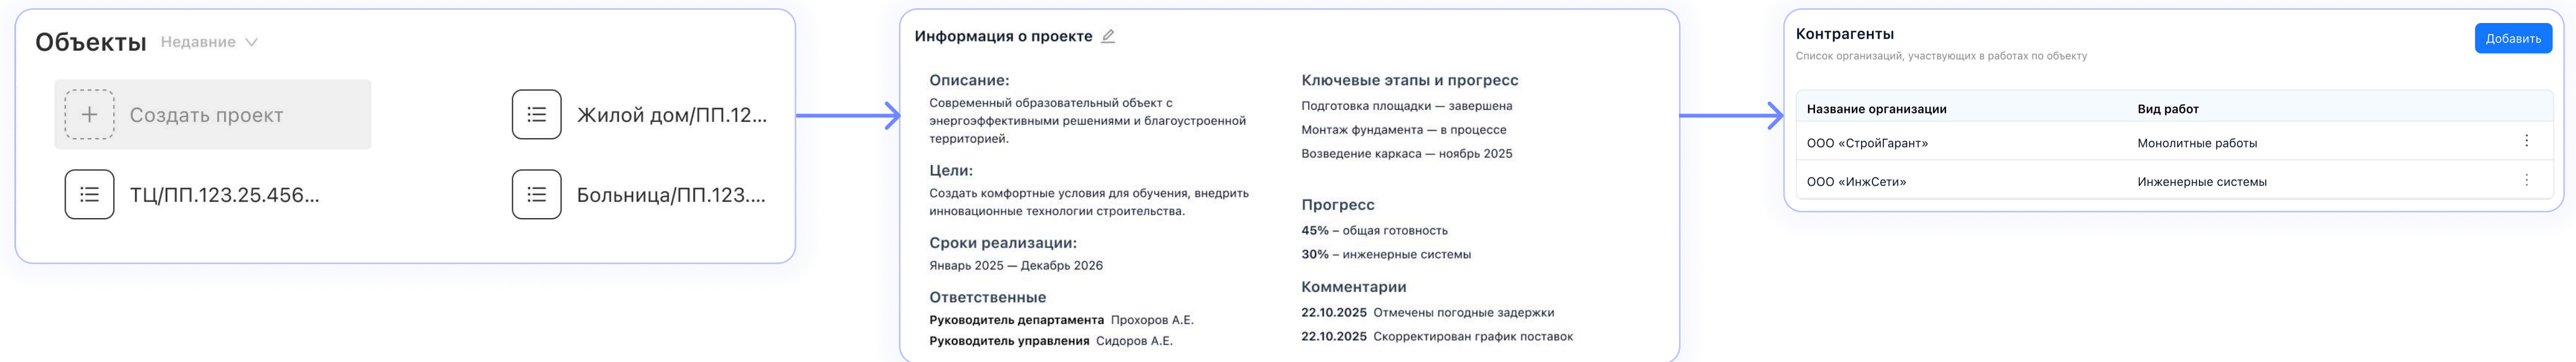 Объекты Недавние
Создать проект
Жилой дом/ПП.12...
ТЦ/ПП.123.25.456...
Больница/ПП.123....
Информация о проекте
Описание:
Современный образовательный объект с
энергоэффективными решениями и благоустроенной
территорией.
Цели:
Создать комфортные условия для обучения, внедрить
инновационные технологии строительства.
Сроки реализации:
Январь 2025 — Декабрь 2026
Ответственные
Руководитель департамента Прохоров А.Е.
Руководитель управления Сидоров А.Е.
Ключевые этапы и прогресс
Подготовка площадки — завершена
Монтаж фундамента — в процессе
Возведение каркаса — ноябрь 2025
Прогресс
45% – общая готовность
30% – инженерные системы
Комментарии
22.10.2025 Отмечены погодные задержки
22.10.2025 Скорректирован график поставок
Контрагенты
Список организаций, участвующих в работах по объекту
Добавить
Название организации Вид работ
ООО «СтройГарант» Монолитные работы
ООО «ИнжСети» Инженерные системы